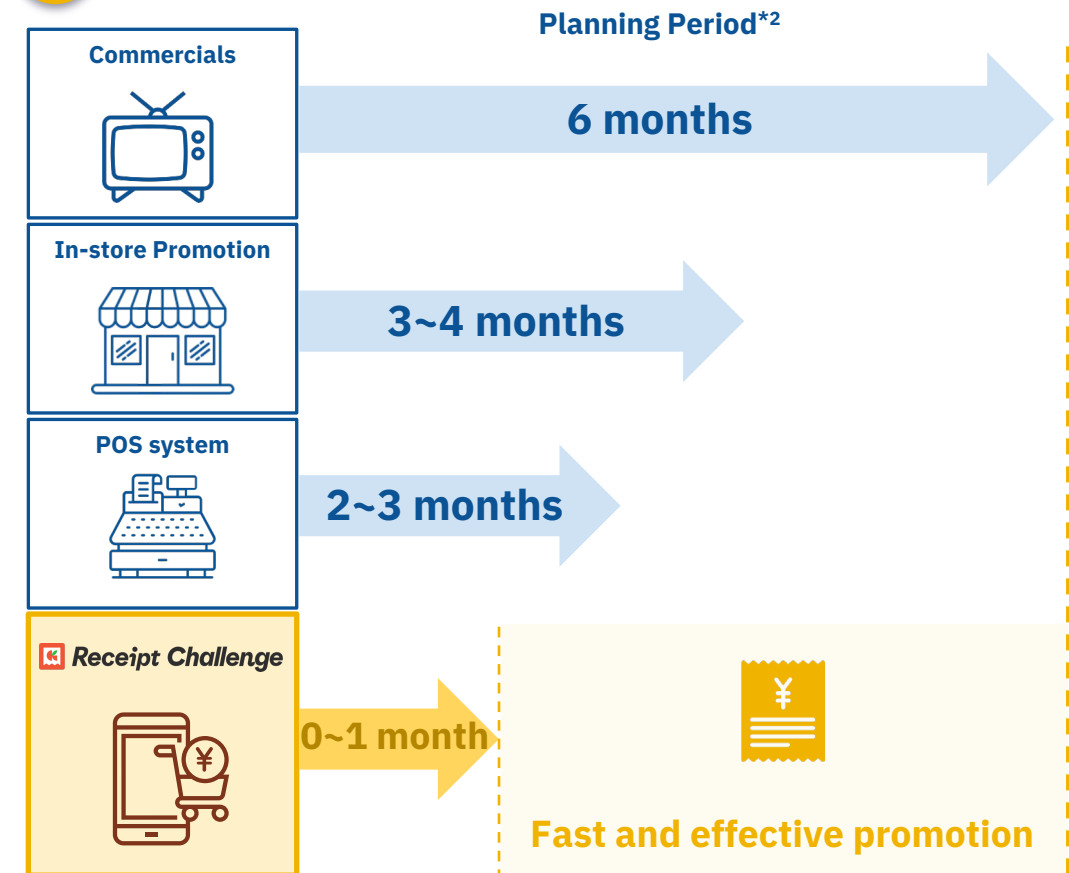 Planning Period*2
Commercials
6 months
In-store Promotion
3~4 months
POS system
2~3 months
Receipt Challenge
¥
0~1 month
¥
Fast and effective promotion